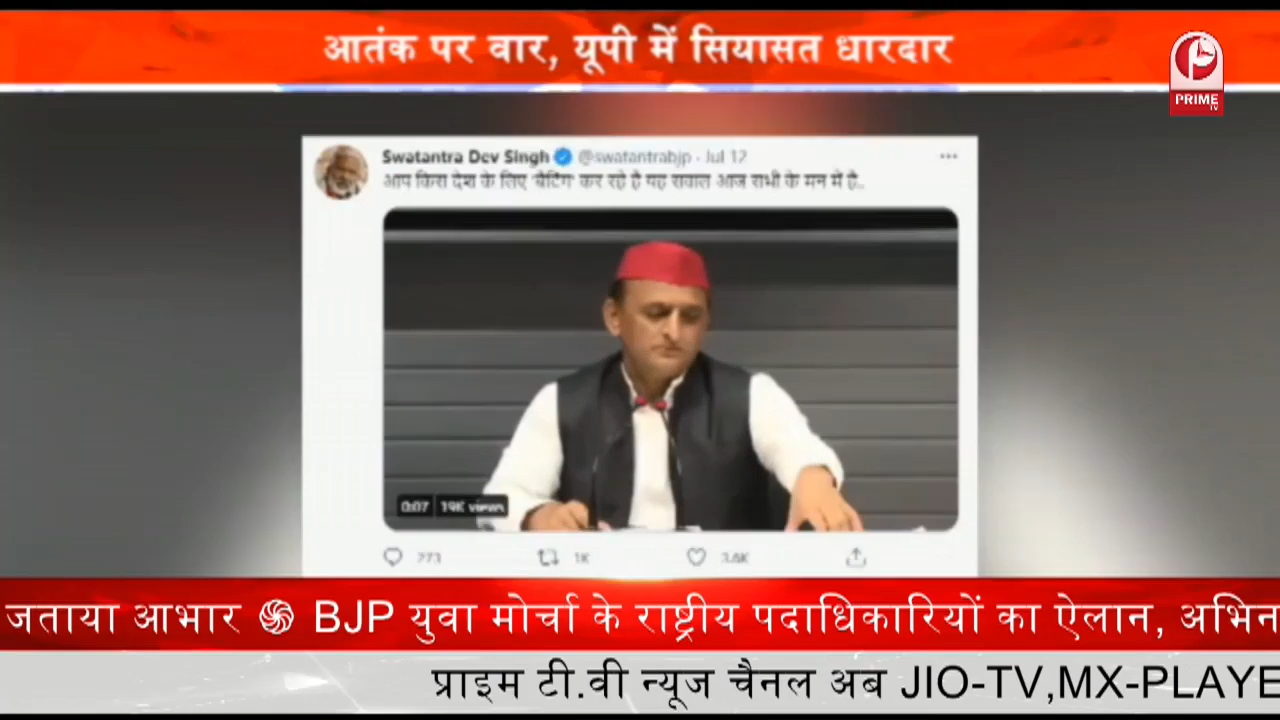 आतंक पर वार, यूपी में सियासत धारदार
PRIME
TV
Swatantra Dev Singh @swatantrabjp · Jul 12
आप किस देश के लिए 'बैटिंग' कर रहे है यह सवाल आज सभी के मन में है..
0:07 19K views
273 1K 3.6K
जताया आभार BJP युवा मोर्चा के राष्ट्रीय पदाधिकारियों का ऐलान, अभिन
प्राइम टी.वी न्यूज चैनल अब JIO-TV,MX-PLAYE